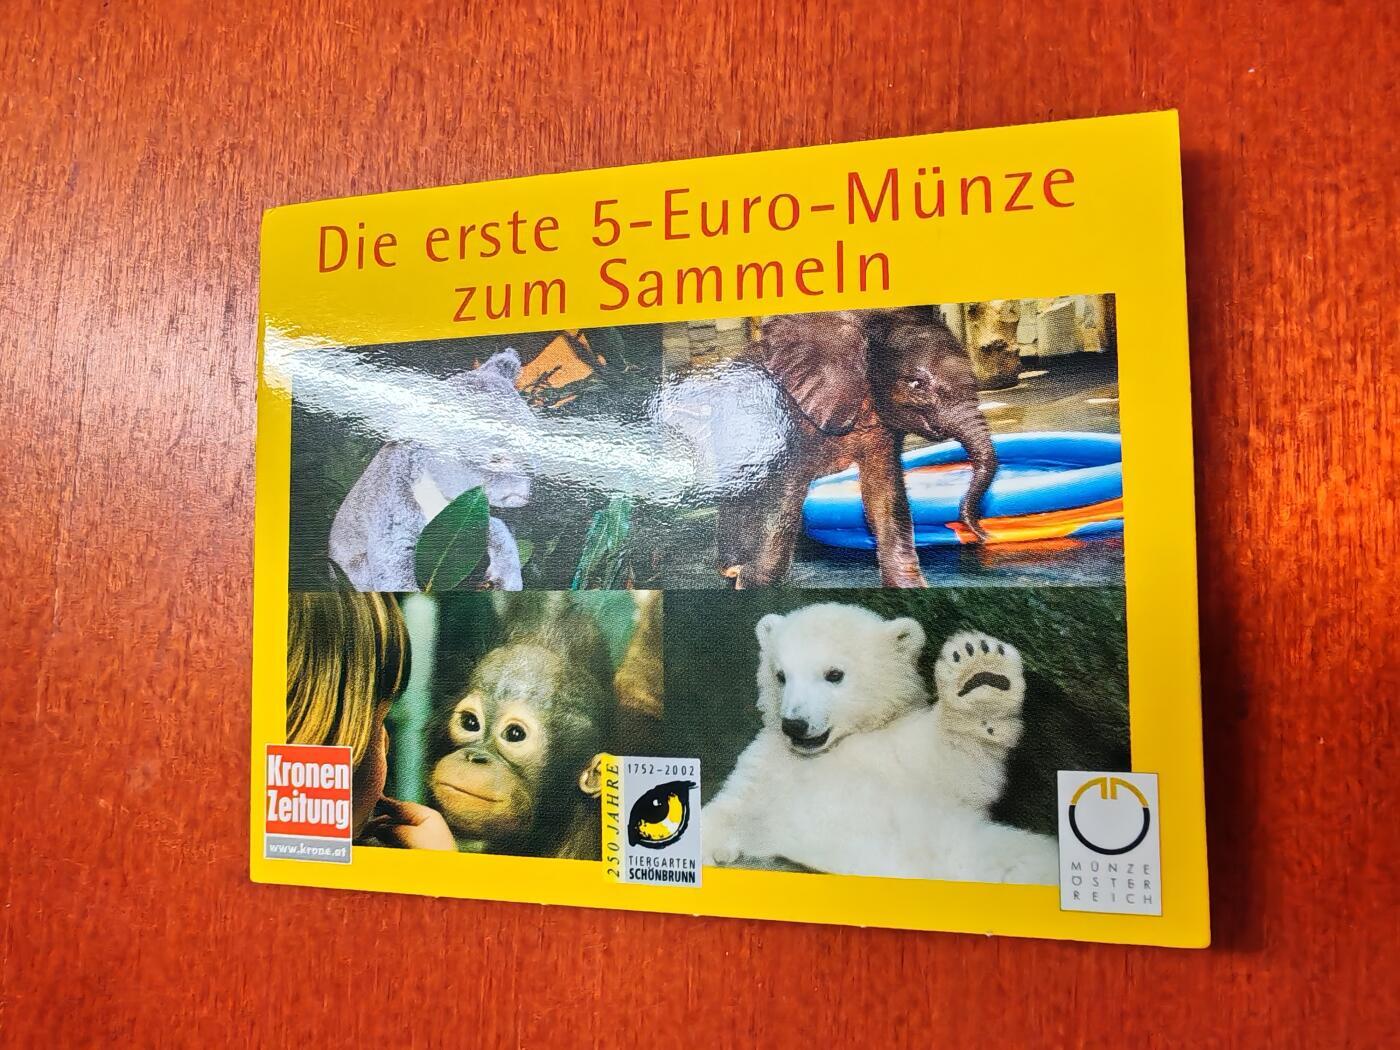 Die erste 5-Euro-Münze
zum Sammeln
Kronen
Zeitung
www.krone.at
250 JAHRE
1752-2002
TIERGARTEN
SCHÖNBRUNN
MÜNZE
ÖSTER
REICH